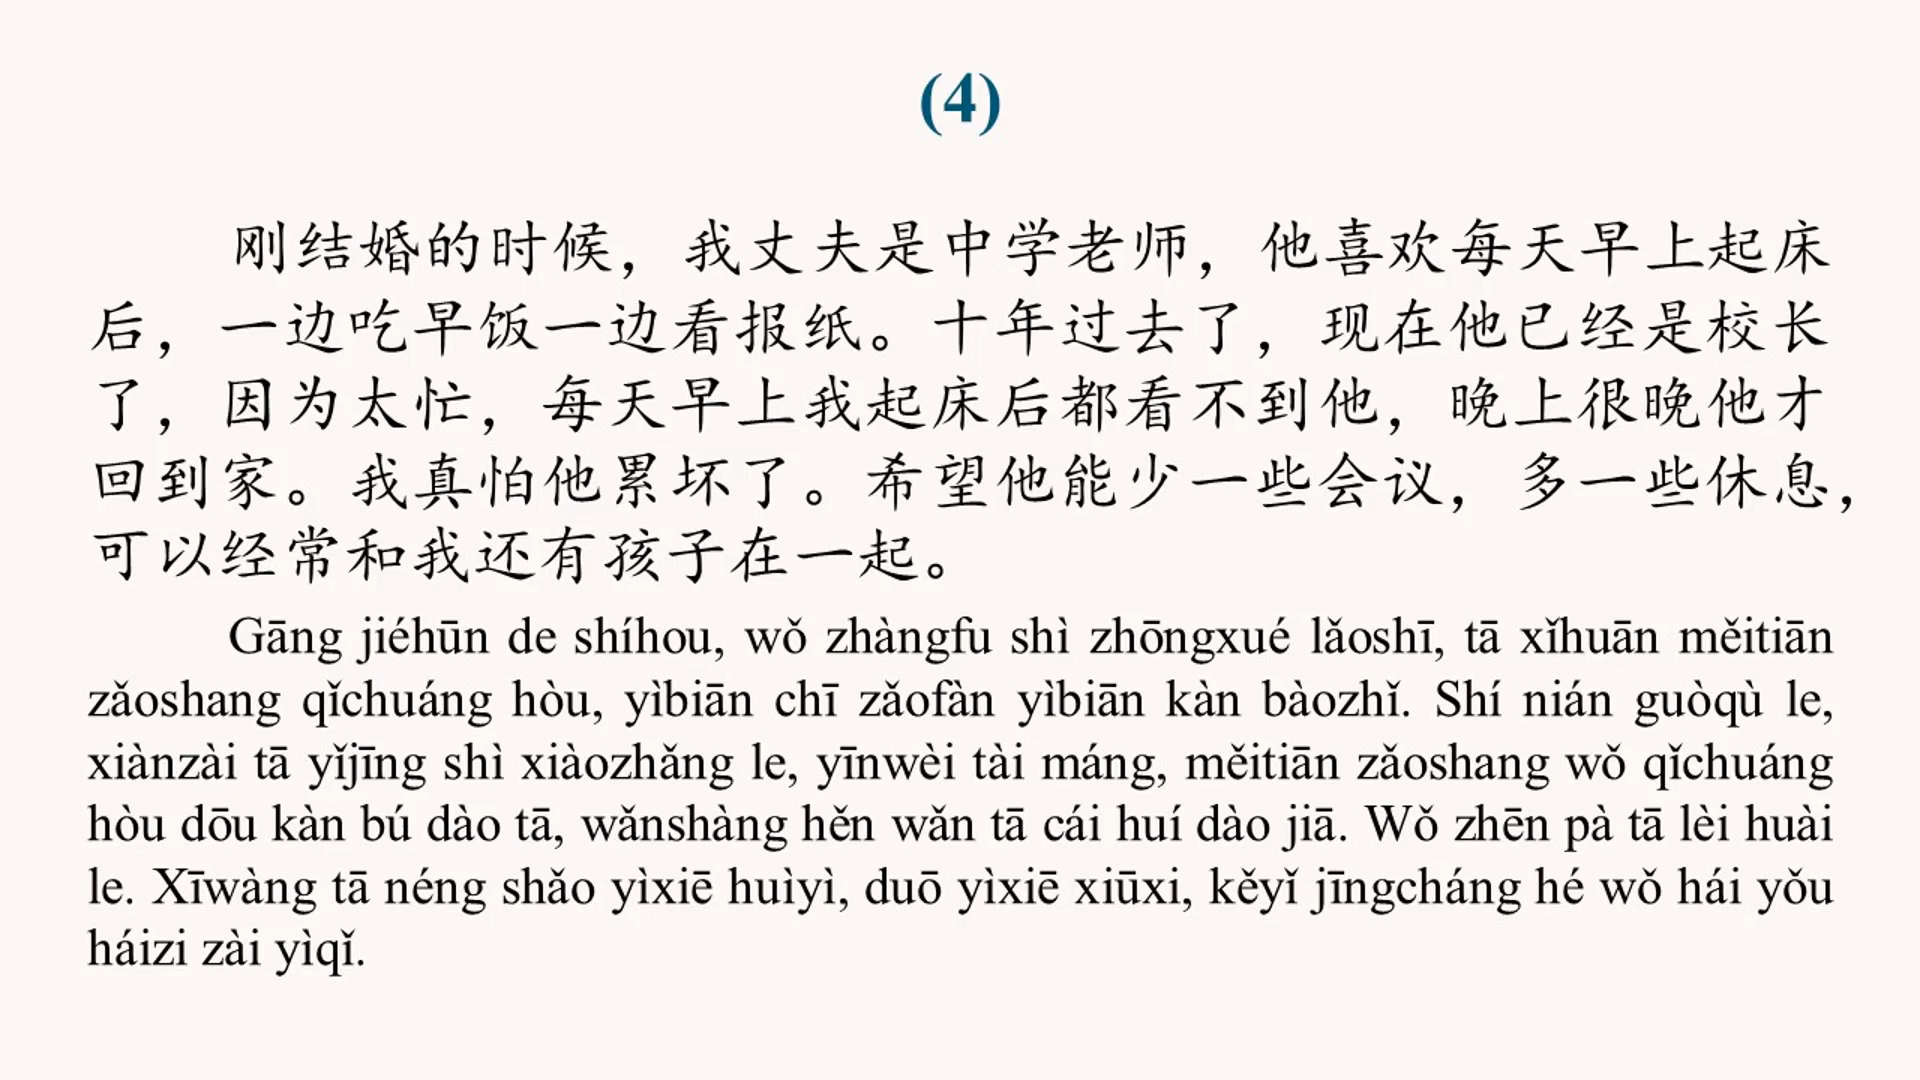 (4)
刚结婚的时候，我丈夫是中学老师，他喜欢每天早上起床
后，一边吃早饭一边看报纸。十年过去了，现在他已经是校长
了，因为太忙，每天早上我起床后都看不到他，晚上很晚他才
回到家。我真怕他累坏了。希望他能少一些会议，多一些休息，
可以经常和我还有孩子在一起。
Gāng jiéhūn de shíhou, wǒ zhàngfu shì zhōngxué lǎoshī, tā xǐhuān měitiān
zǎoshang qǐchuáng hòu, yìbiān chī zǎofàn yìbiān kàn bàozhǐ. Shí nián guòqù le,
xiànzài tā yǐjīng shì xiàozhǎng le, yīnwèi tài máng, měitiān zǎoshang wǒ qǐchuáng
hòu dōu kàn bú dào tā, wǎnshàng hěn wǎn tā cái huí dào jiā. Wǒ zhēn pà tā lèi huài
le. Xīwàng tā néng shǎo yìxiē huìyì, duō yìxiē xiūxi, kěyǐ jīngcháng hé wǒ hái yǒu
háizi zài yìqǐ.